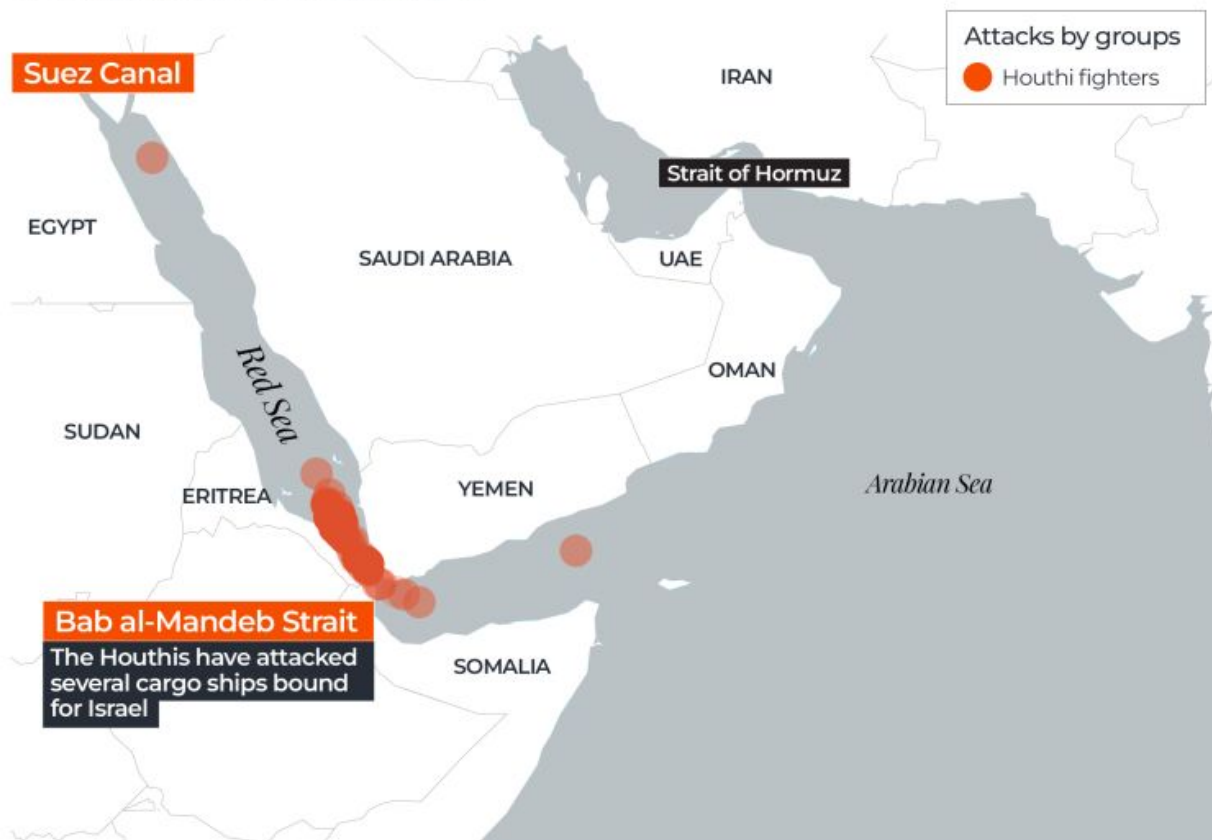 Attacks by groups
Houthi fighters
Suez Canal
IRAN
Strait of Hormuz
EGYPT
SAUDI ARABIA
UAE
Red Sea
OMAN
SUDAN
ERITREA
YEMEN
Arabian Sea
Bab al-Mandeb Strait
The Houthis have attacked
several cargo ships bound
for Israel
SOMALIA